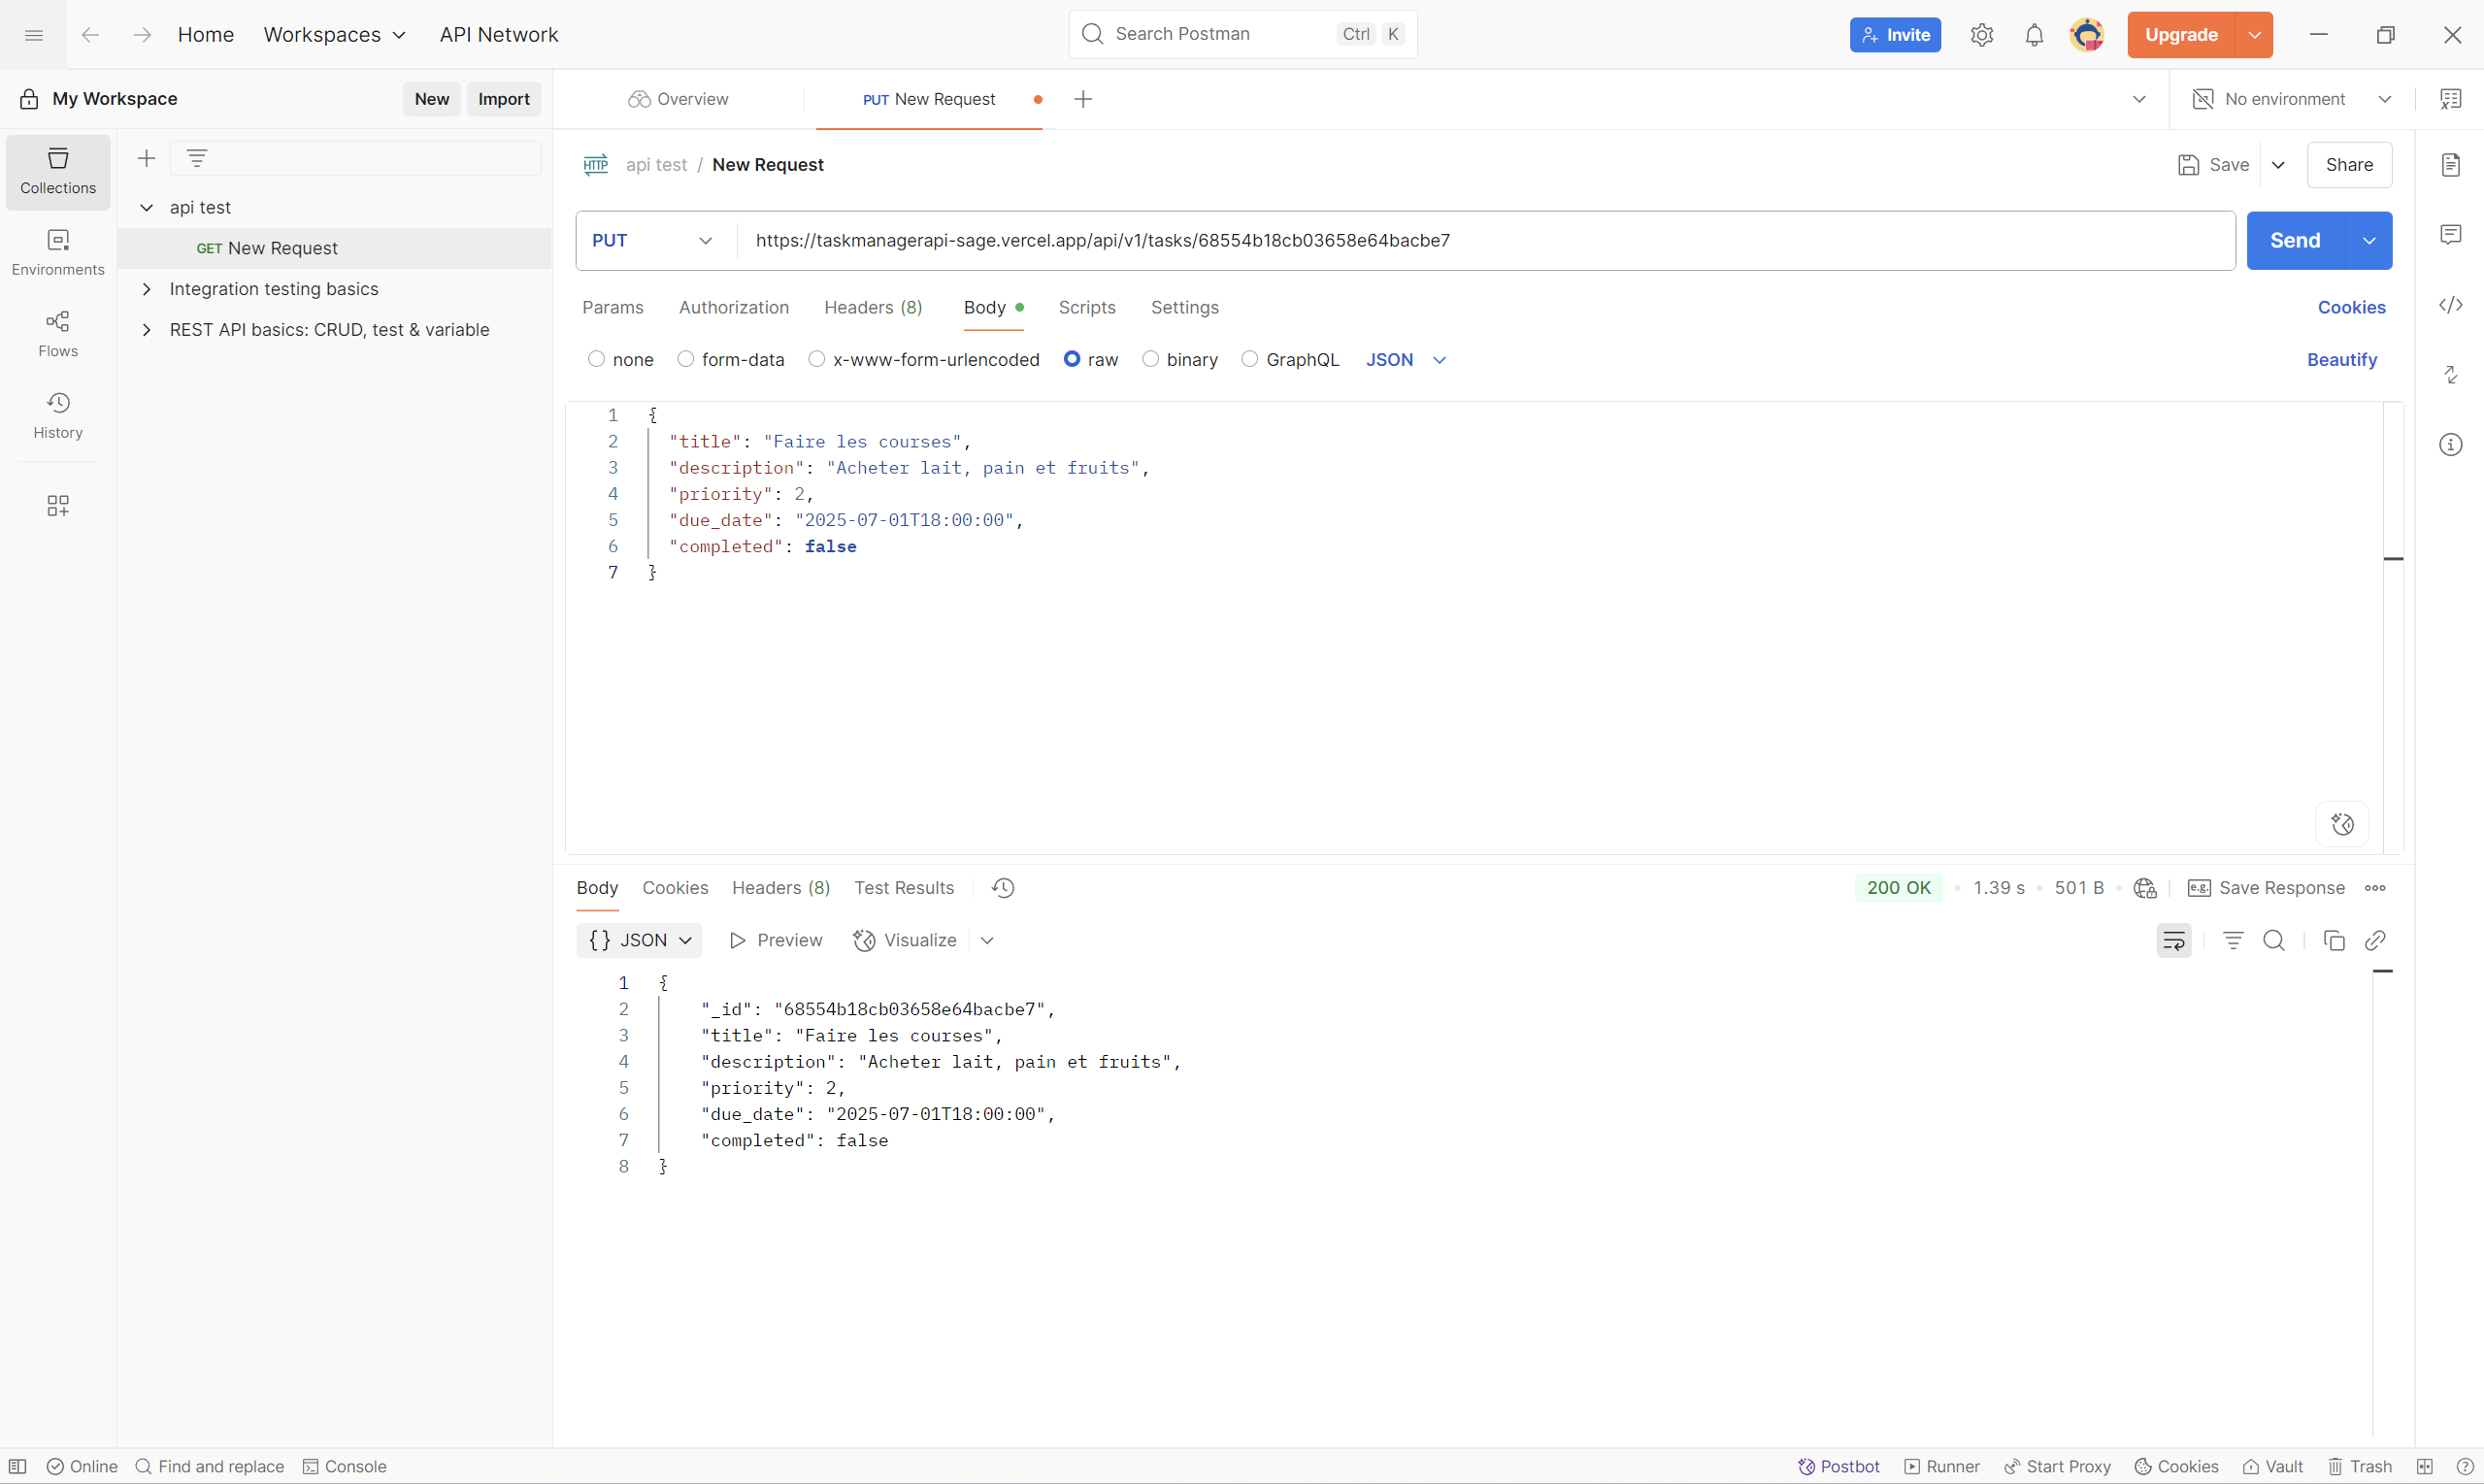 Home Workspaces API Network Search Postman Ctrl K Invite Upgrade
My Workspace New Import Overview PUT New Request No environment
Collections
Environments
Flows
History
api test
GET New Request
Integration testing basics
REST API basics: CRUD, test & variable
HTTP api test / New Request Save Share
PUT https://taskmanagerapi-sage.vercel.app/api/v1/tasks/68554b18cb03658e64bacbe7 Send
Params Authorization Headers (8) Body Scripts Settings Cookies
none form-data x-www-form-urlencoded raw binary GraphQL JSON Beautify
1 {
2 "title": "Faire les courses",
3 "description": "Acheter lait, pain et fruits",
4 "priority": 2,
5 "due_date": "2025-07-01T18:00:00",
6 "completed": false
7 }
Body Cookies Headers (8) Test Results 200 OK • 1.39 s • 501 B • e.g. Save Response
{} JSON Preview Visualize
1 {
2 "_id": "68554b18cb03658e64bacbe7",
3 "title": "Faire les courses",
4 "description": "Acheter lait, pain et fruits",
5 "priority": 2,
6 "due_date": "2025-07-01T18:00:00",
7 "completed": false
8 }
Online Find and replace Console Postbot Runner Start Proxy Cookies Vault Trash